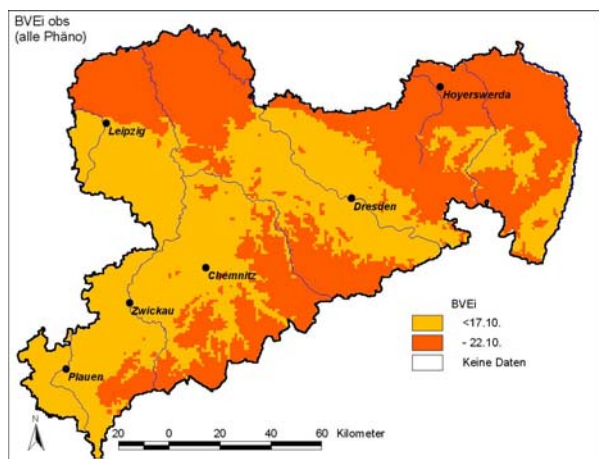 BVEi obs
(alle Phäno)
Hoyerswerda
Leipzig
Dresden
Chemnitz
Zwickau
Plauen
BVEi
<17.10.
- 22.10.
Keine Daten
N
20 0 20 40 60 Kilometer